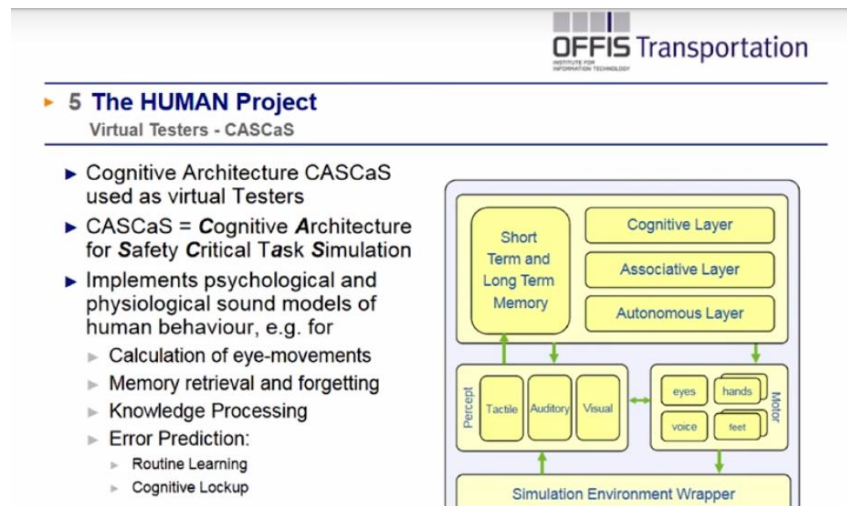 OFFIS Transportation
INSTITUTE FOR
INFORMATION TECHNOLOGY
5 The HUMAN Project
Virtual Testers - CASCaS
Cognitive Architecture CASCaS
used as virtual Testers
CASCaS = Cognitive Architecture
for Safety Critical Task Simulation
Implements psychological and
physiological sound models of
human behaviour, e.g. for
Calculation of eye-movements
Memory retrieval and forgetting
Knowledge Processing
Error Prediction:
Routine Learning
Cognitive Lockup
Short
Term and
Long Term
Memory
Cognitive Layer
Associative Layer
Autonomous Layer
Percept
Tactile
Auditory
Visual
eyes
hands
voice
feet
Motor
Simulation Environment Wrapper